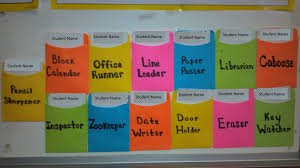 Student Name
Student Name
Student Name
Student Name
Student Name
Student Name
Block
Calendar
Office
Runner
Line
Leader
Paper
Passer
Librarian
Caboose
Student Name
Pencil
Sharpener
Student Name
Student Name
Student Name
Student Name
Student Name
Student Name
Inspector
Zookeeper
Date
Writer
Door
Holder
Eraser
Key
Watcher